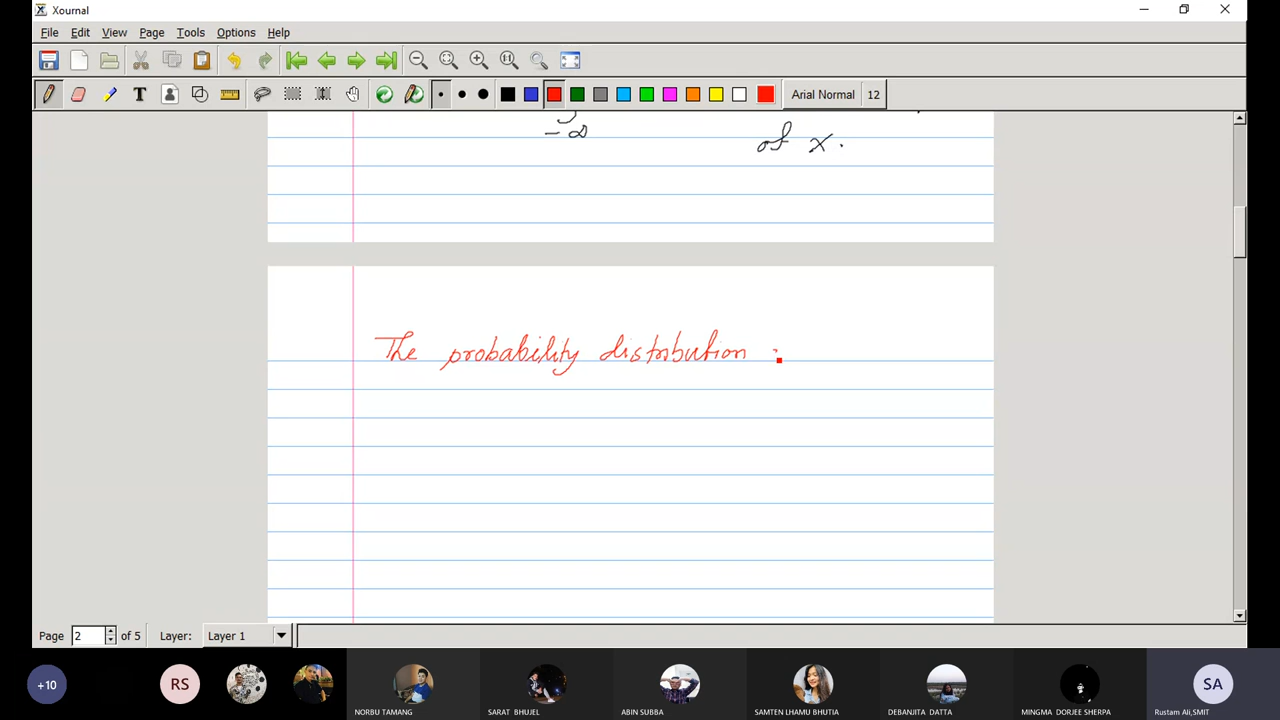 Xournal
File Edit View Page Tools Options Help
Arial Normal 12
-∞
of x.
The probability distribution :
Page 2 of 5 Layer: Layer 1
+10 RS SA
NORBU TAMANG SARAT BHUJEL ABIN SUBBA SAMTEN LHAMU BHUTIA DEBANJITA DATTA MINGMA DORJEE SHERPA Rustam Ali,SMIT